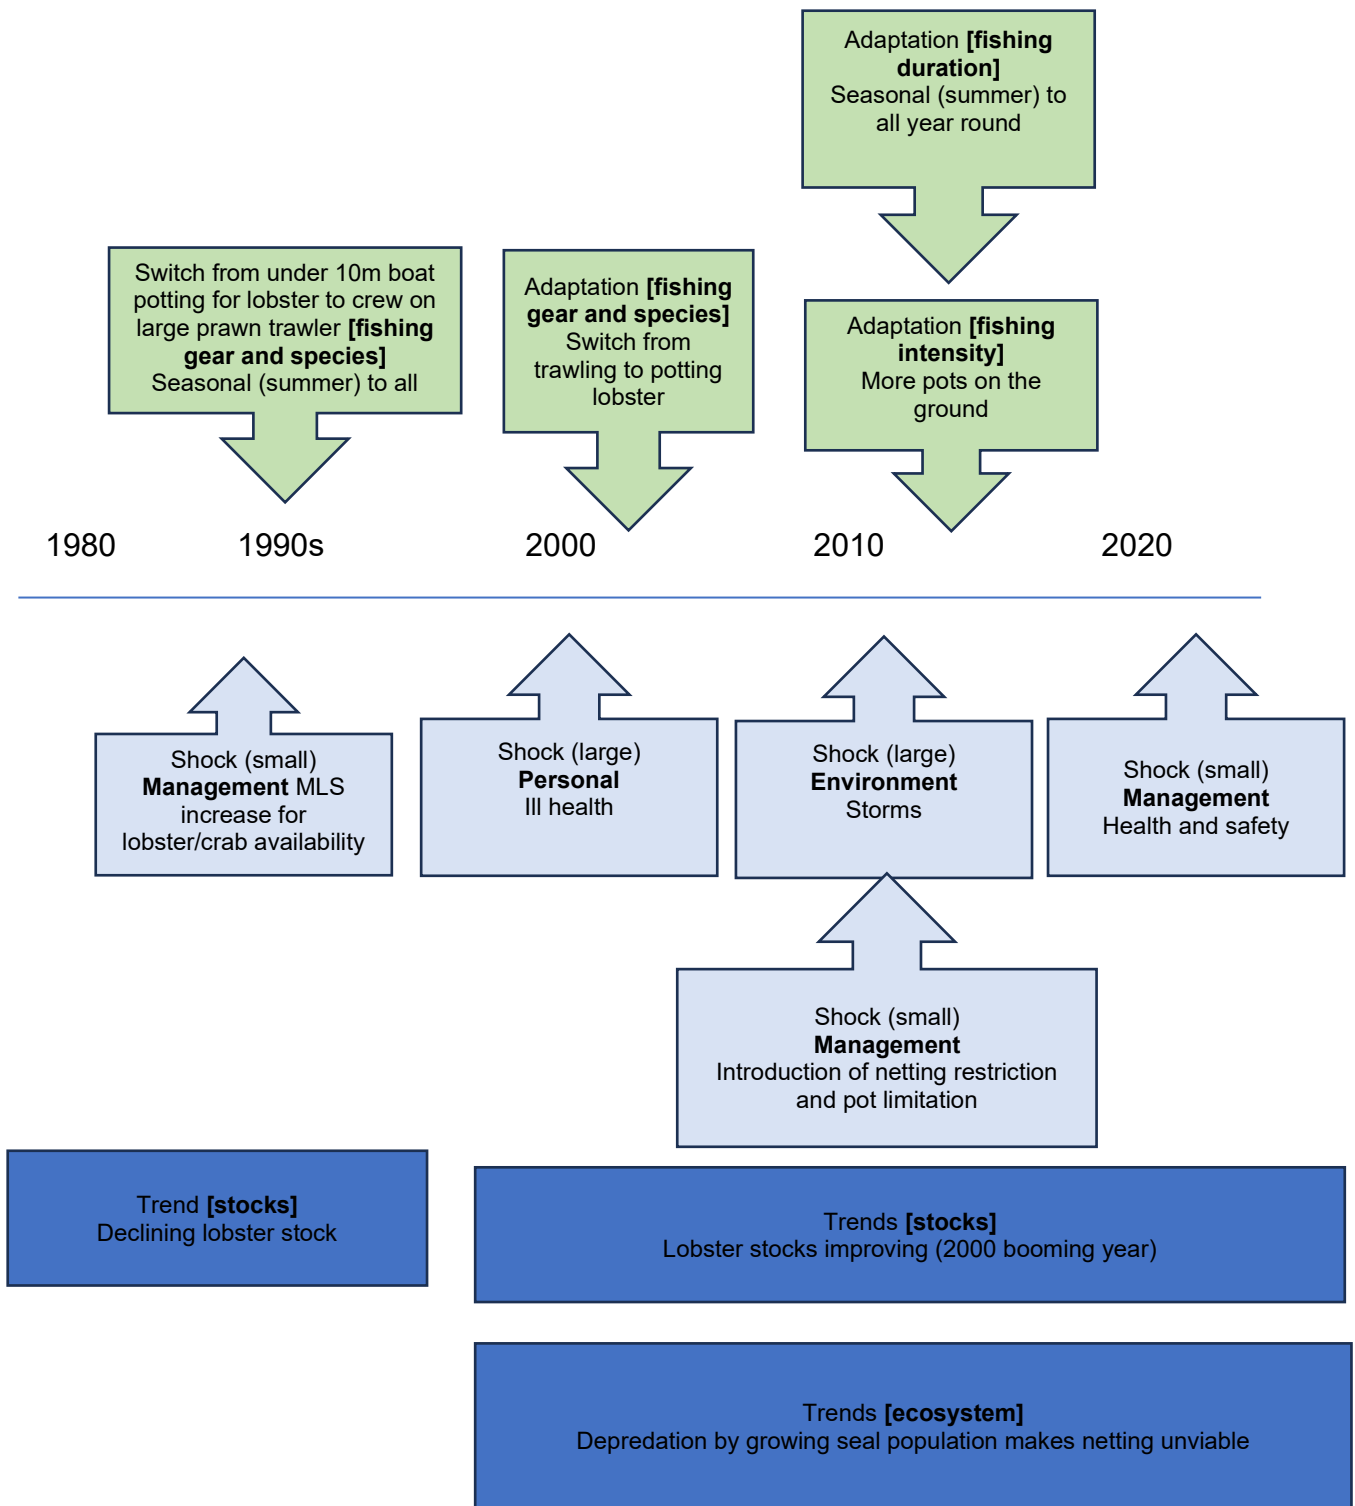 Adaptation [fishing
duration]
Seasonal (summer) to
all year round
Switch from under 10m boat
potting for lobster to crew on
large prawn trawler [fishing
gear and species]
Seasonal (summer) to all
Adaptation [fishing
gear and species]
Switch from
trawling to potting
lobster
Adaptation [fishing
intensity]
More pots on the
ground
1980 1990s 2000 2010 2020
Shock (small)
Management MLS
increase for
lobster/crab availability
Shock (large)
Personal
Ill health
Shock (large)
Environment
Storms
Shock (small)
Management
Health and safety
Shock (small)
Management
Introduction of netting restriction
and pot limitation
Trend [stocks]
Declining lobster stock
Trends [stocks]
Lobster stocks improving (2000 booming year)
Trends [ecosystem]
Depredation by growing seal population makes netting unviable